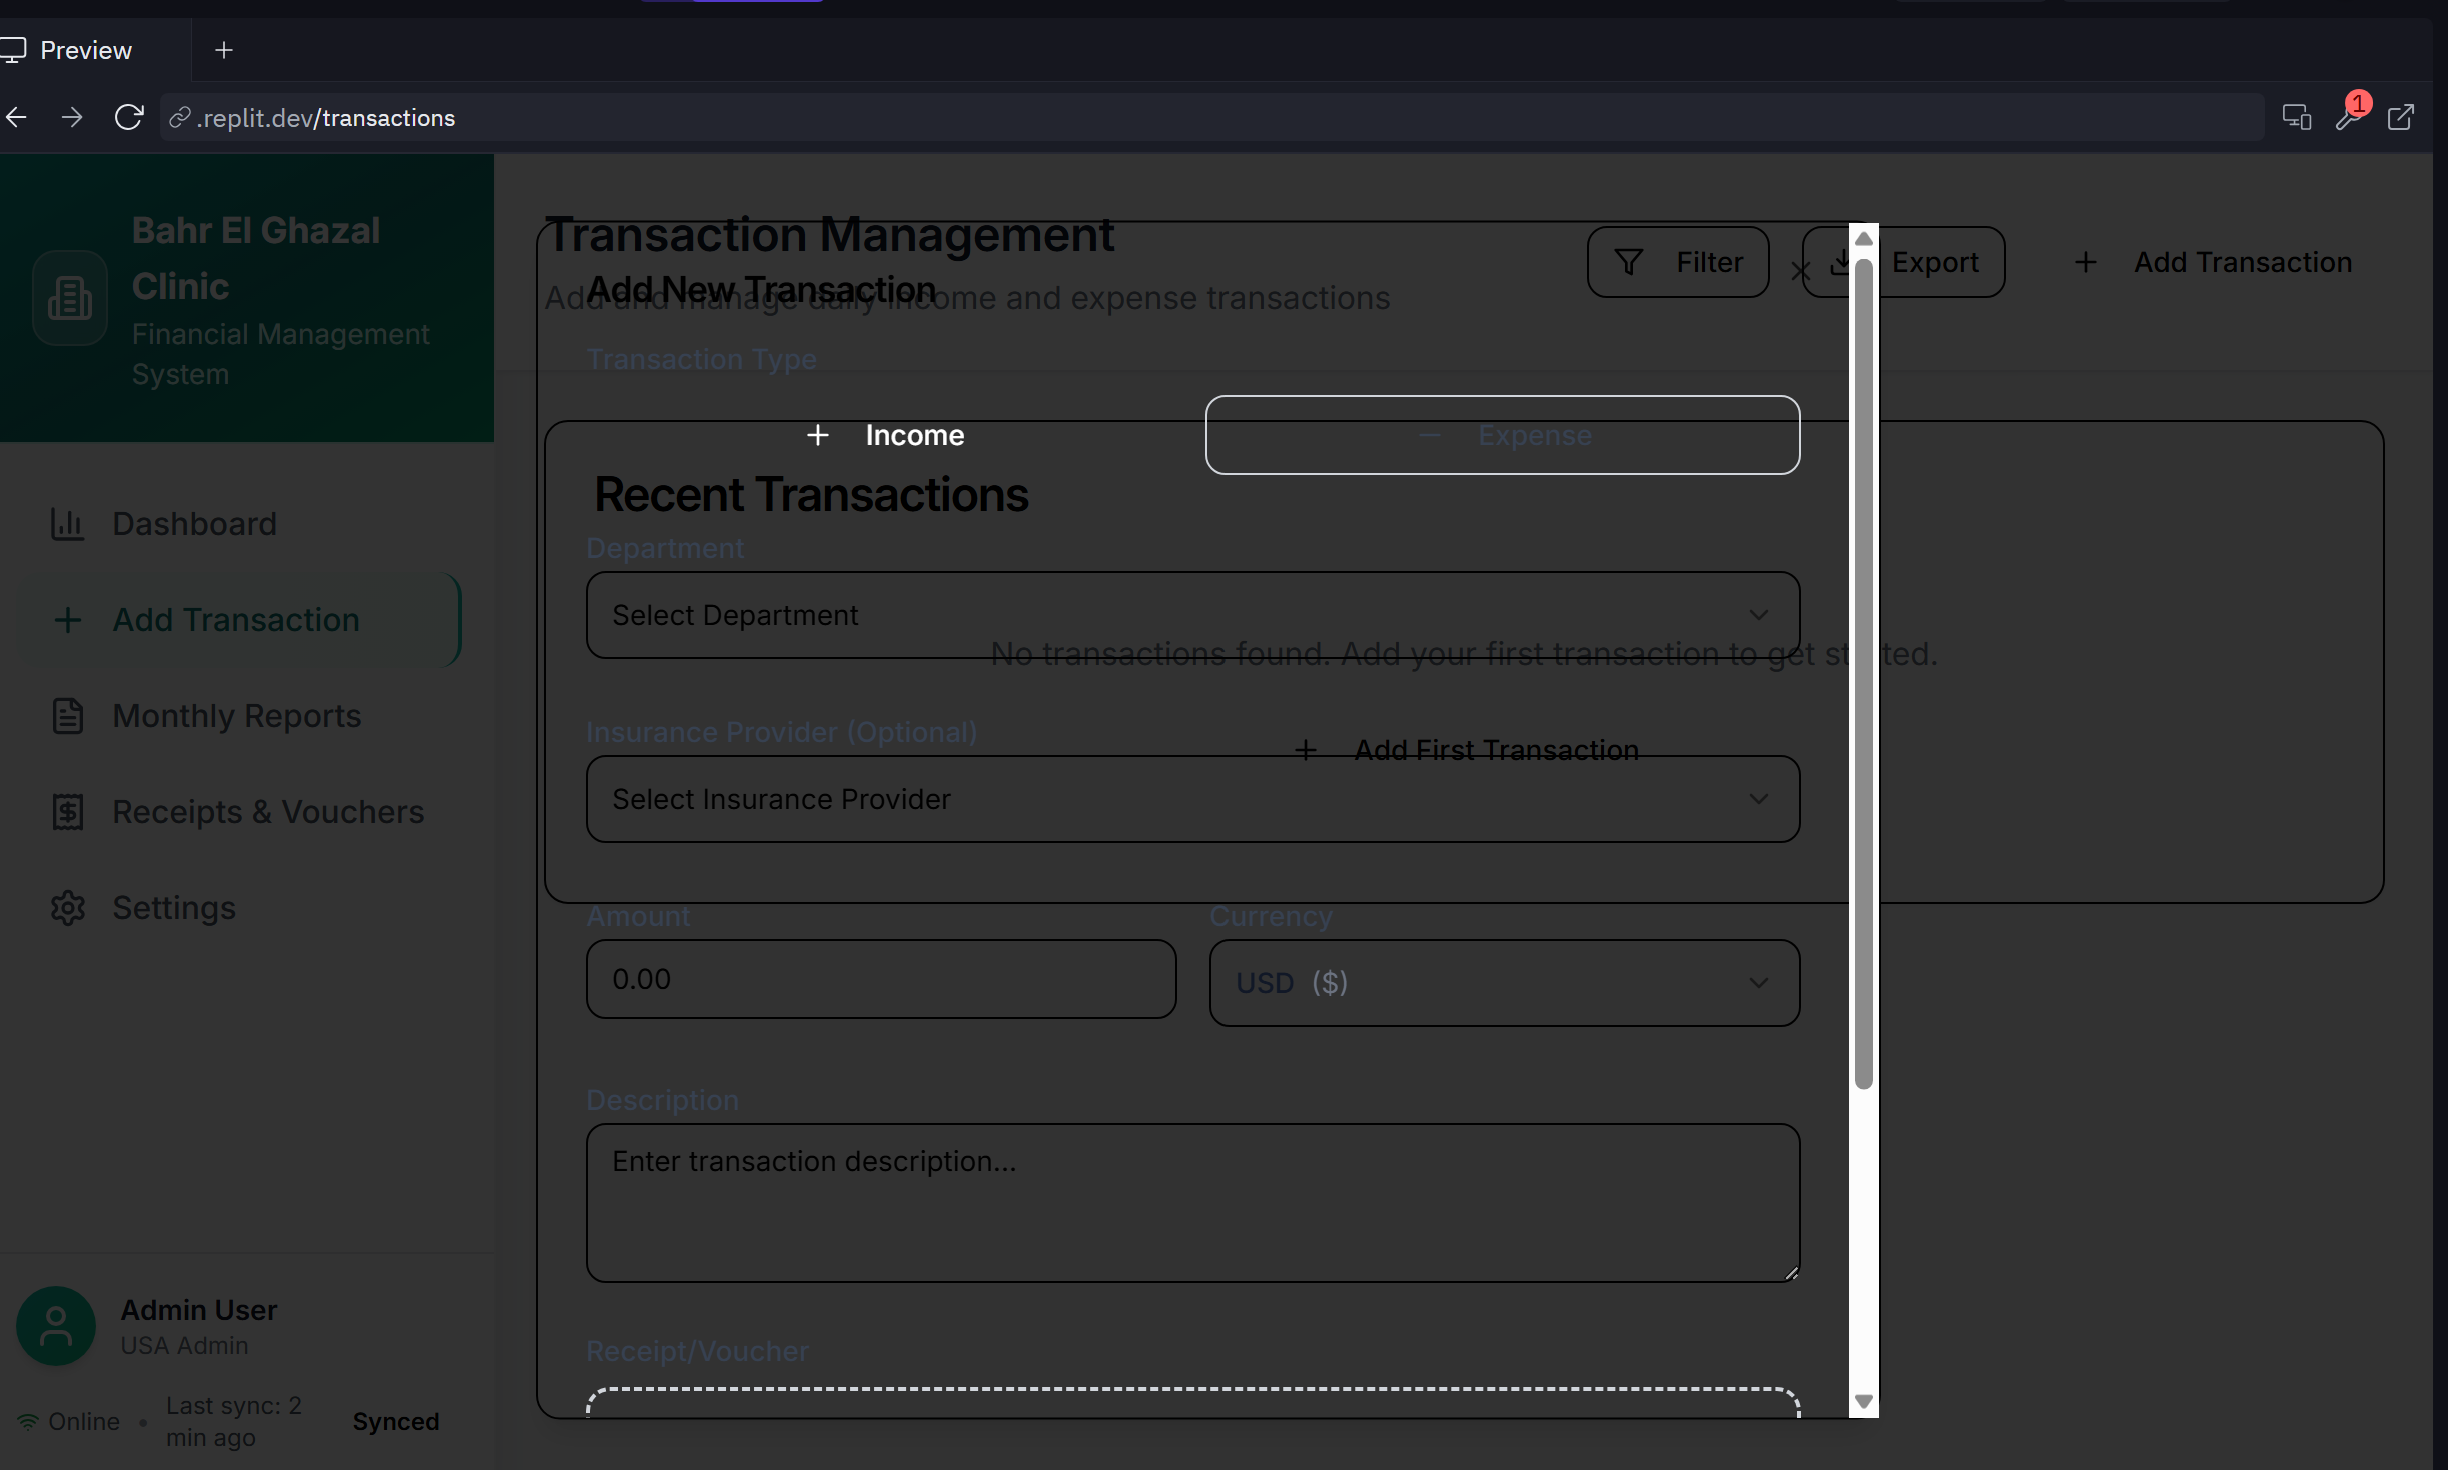 Preview
.replit.dev/transactions
1
Bahr El Ghazal
Clinic
Financial Management
System
Dashboard
Add Transaction
Monthly Reports
Receipts & Vouchers
Settings
Admin User
USA Admin
Online • Last sync: 2
min ago
Synced
Transaction Management
Add and manage daily income and expense transactions
Filter
Export
Add Transaction
Add New Transaction
Transaction Type
Income
Expense
Recent Transactions
Department
Select Department
No transactions found. Add your first transaction to get started.
Insurance Provider (Optional)
Add First Transaction
Select Insurance Provider
Amount
Currency
0.00
USD ($)
Description
Enter transaction description...
Receipt/Voucher